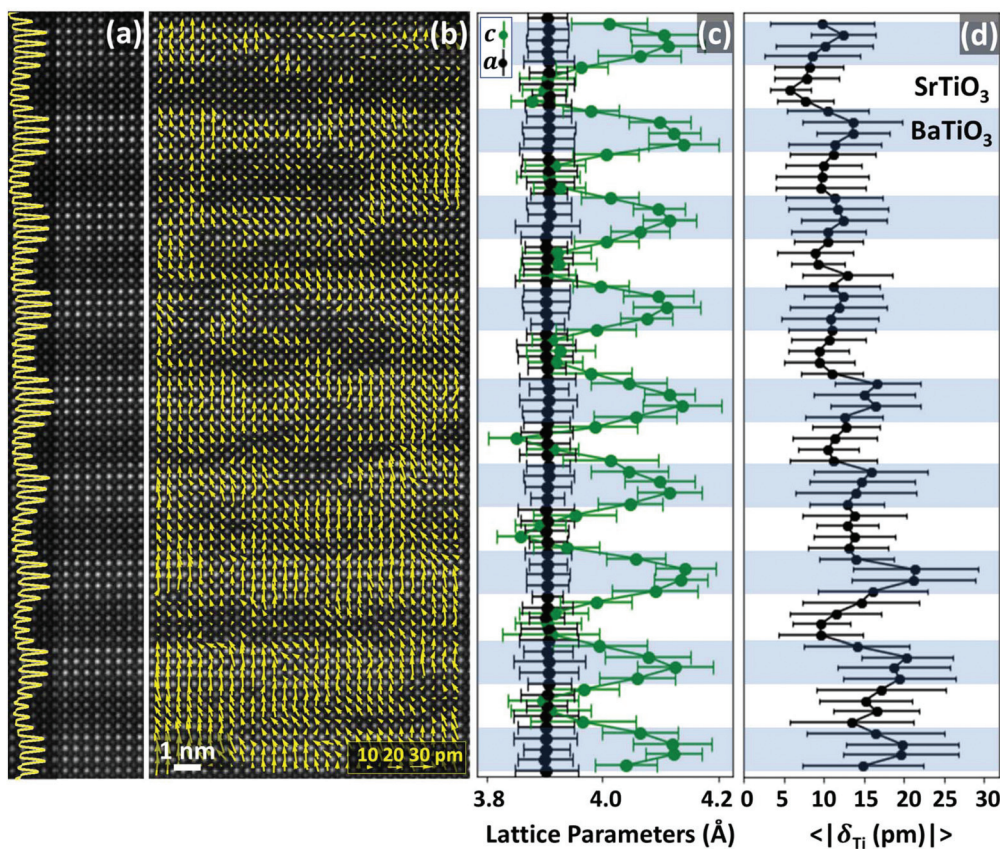 (a)
(b)
(c)
(d)
c
a
SrTiO3
BaTiO3
1 nm
10 20 30 pm
3.8 4.0 4.2
Lattice Parameters (Å)
0 5 10 15 20 25 30
<|δTi (pm)|>